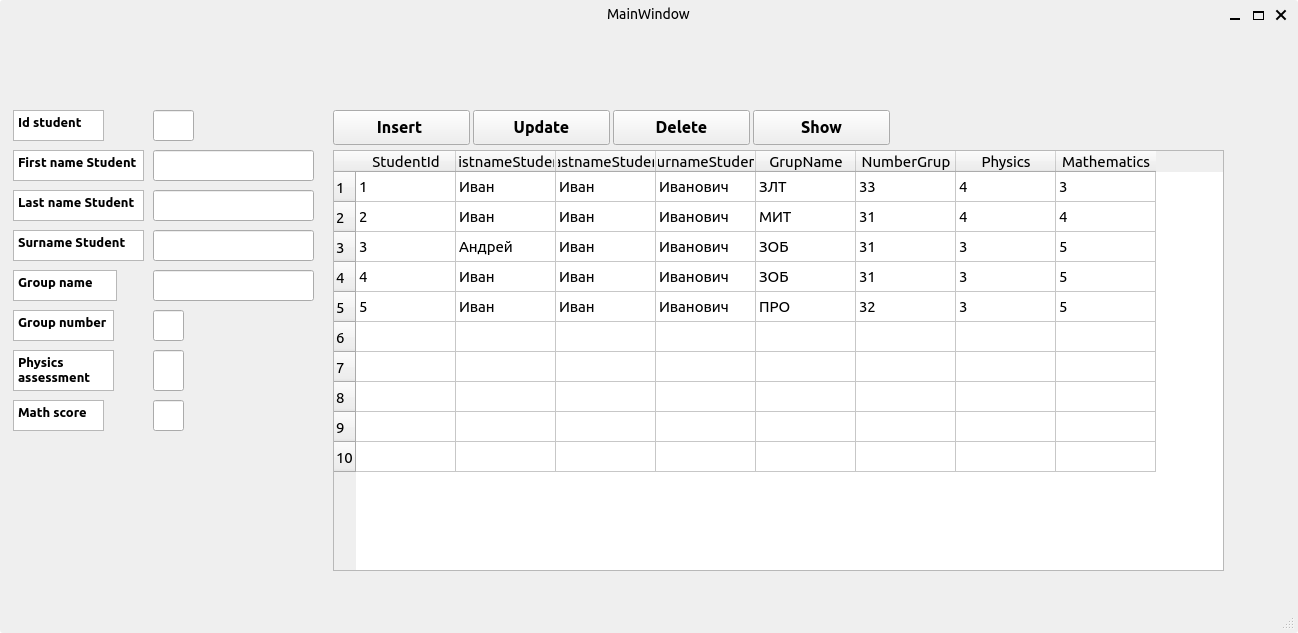 MainWindow
Id student
Insert Update Delete Show
First name Student
StudentId istnameStuder astnameStuder urnameStuder GrupName NumberGrup Physics Mathematics
1 1 Иван Иван Иванович ЗЛТ 33 4 3
Last name Student
2 2 Иван Иван Иванович МИТ 31 4 4
Surname Student
3 3 Андрей Иван Иванович ЗОБ 31 3 5
Group name
4 4 Иван Иван Иванович ЗОБ 31 3 5
5 5 Иван Иван Иванович ПРО 32 3 5
Group number
6
Physics
assessment
7
8
Math score
9
10